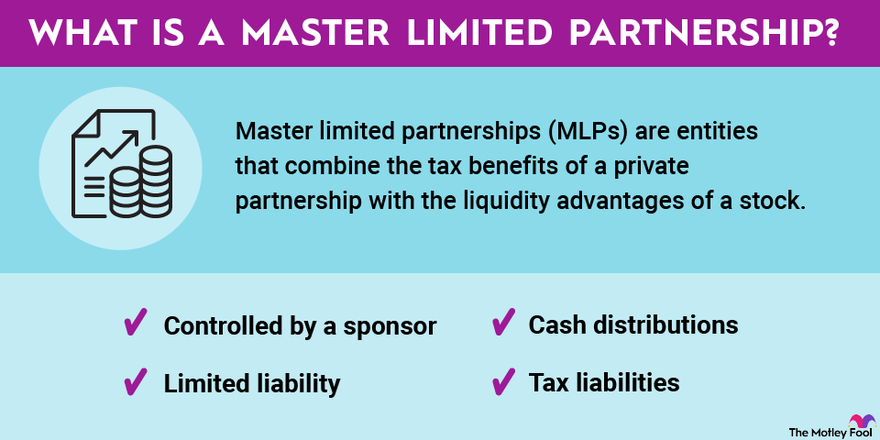 WHAT IS A MASTER LIMITED PARTNERSHIP?
Master limited partnerships (MLPs) are entities
that combine the tax benefits of a private
partnership with the liquidity advantages of a stock.
Controlled by a sponsor
Cash distributions
Limited liability
Tax liabilities
The Motley Fool